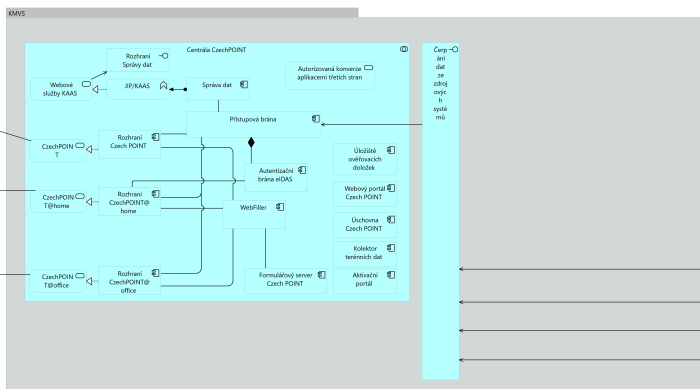 KMVS
Centrála CzechPOINT
Rozhraní
Správy dat
Autorizovaná konverze
aplikacemi třetích stran
Webové
služby KAAS
JIP/KAAS
Správa dat
Čerp
ání
dat
ze
zdroj
ovýc
h
systé
mů
Přístupová brána
CzechPOIN
T
Rozhraní
Czech POINT
Úložiště
ověřovacích
doložek
Autentizační
brána eIDAS
Webový portál
Czech POINT
CzechPOIN
T@home
Rozhraní
CzechPOINT@
home
WebFiller
Úschovna
Czech POINT
Kolektor
terénních dat
CzechPOIN
T@office
Rozhraní
CzechPOINT@
office
Formulářový server
Czech POINT
Aktivační
portál